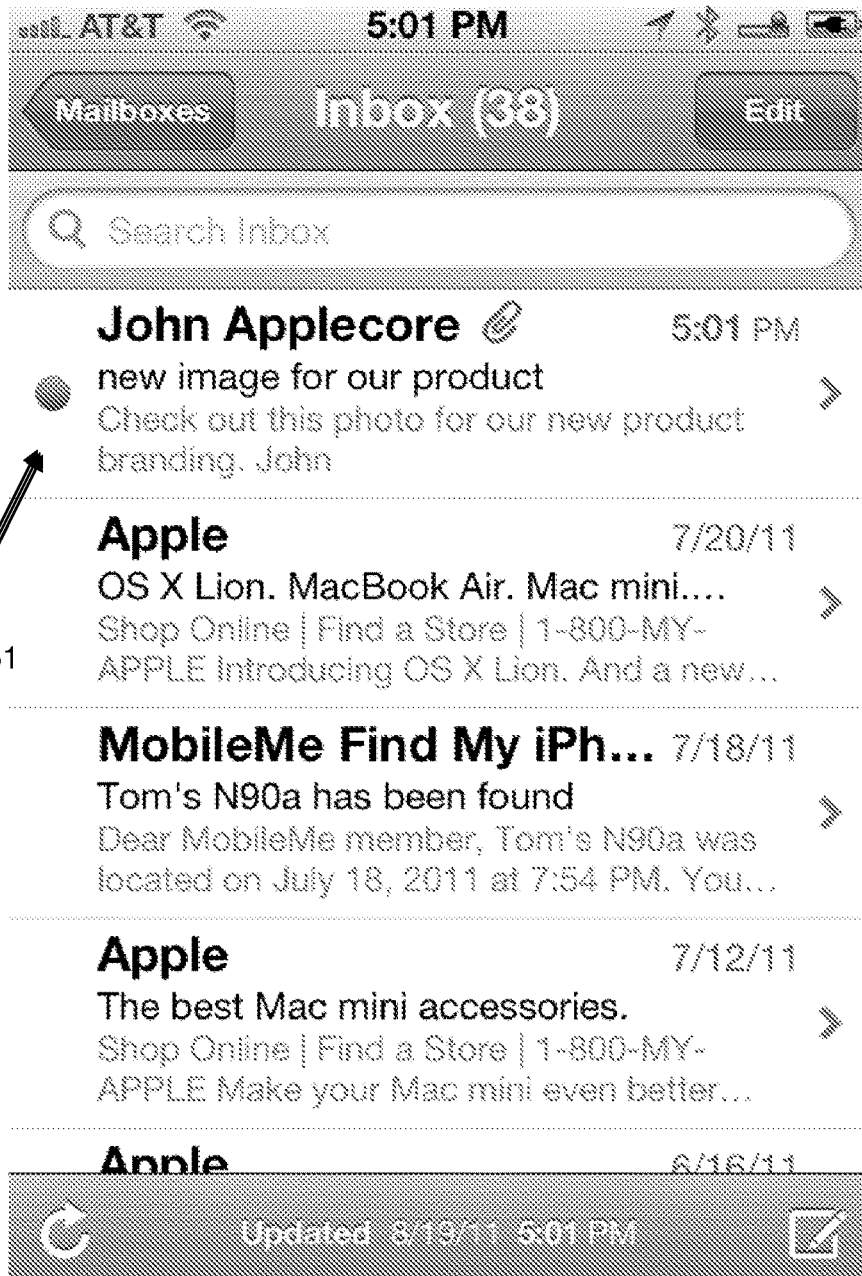 AT&T 5:01 PM
Mailboxes Inbox (38) Edit
Search Inbox
John Applecore 5:01 PM
new image for our product
Check out this photo for our new product
branding. John
Apple 7/20/11
OS X Lion. MacBook Air. Mac mini....
Shop Online | Find a Store | 1-800-MY-
APPLE Introducing OS X Lion. And a new...
MobileMe Find My iPh... 7/18/11
Tom's N90a has been found
Dear MobileMe member, Tom's N90a was
located on July 18, 2011 at 7:54 PM. You...
Apple 7/12/11
The best Mac mini accessories.
Shop Online | Find a Store | 1-800-MY-
APPLE Make your Mac mini even better...
Apple 6/16/11
Updated 8/19/11 5:01 PM